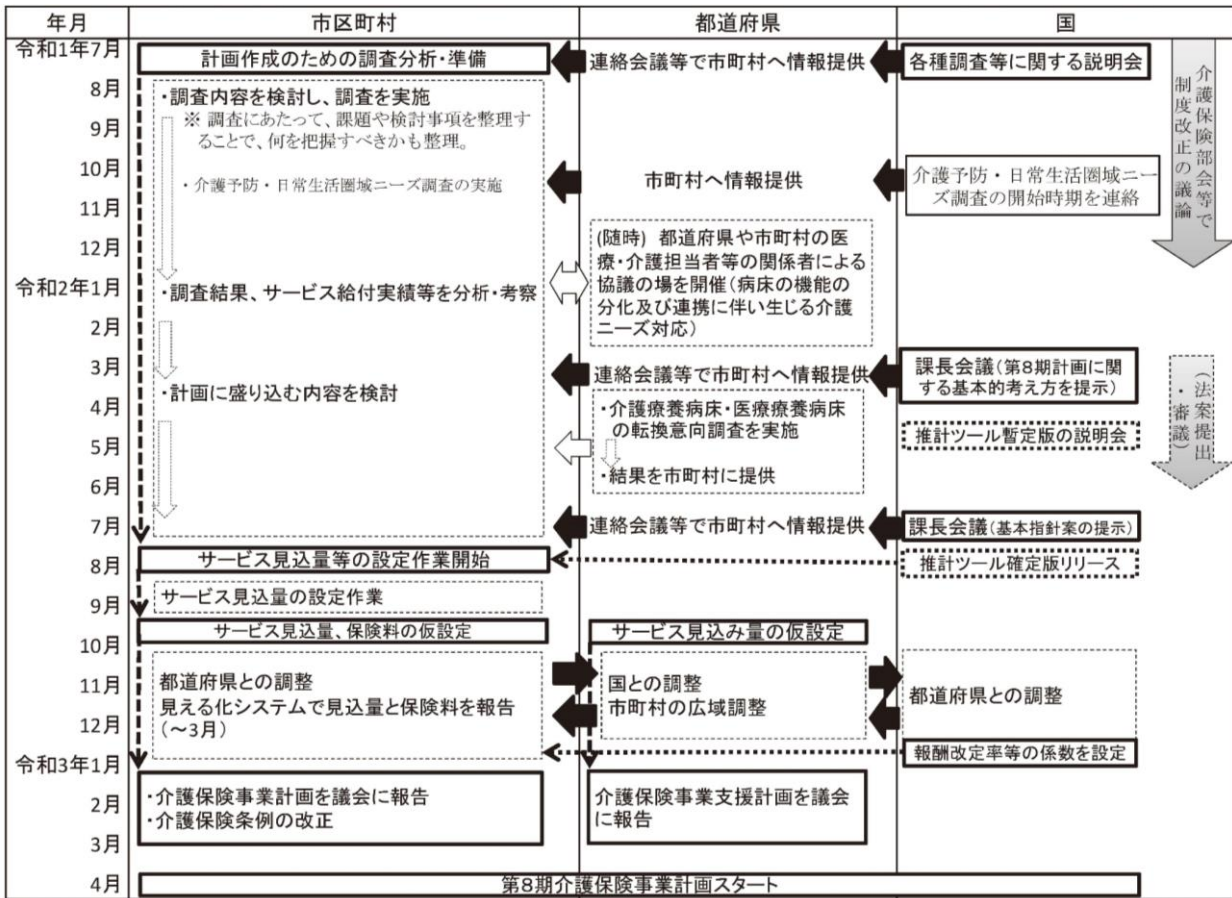 年月
市区町村
都道府県
国
令和1年7月
計画作成のための調査分析・準備
連絡会議等で市町村へ情報提供
各種調査等に関する説明会
介護保険部会等で
制度改正の議論
8月
・調査内容を検討し、調査を実施
※ 調査にあたって、課題や検討事項を整理す
ることで、何を把握すべきかも整理。
9月
10月
・介護予防・日常生活圏域ニーズ調査の実施
市町村へ情報提供
介護予防・日常生活圏域ニー
ズ調査の開始時期を連絡
11月
12月
(随時) 都道府県や市町村の医
療・介護担当者等の関係者による
協議の場を開催(病床の機能の
分化及び連携に伴い生じる介護
ニーズ対応)
令和2年1月
・調査結果、サービス給付実績等を分析・考察
2月
3月
連絡会議等で市町村へ情報提供
課長会議(第8期計画に関
する基本的考え方を提示)
(法案提出
・審議)
・計画に盛り込む内容を検討
4月
・介護療養病床・医療療養病床
の転換意向調査を実施
推計ツール暫定版の説明会
5月
・結果を市町村に提供
6月
7月
連絡会議等で市町村へ情報提供
課長会議(基本指針案の提示)
8月
サービス見込量等の設定作業開始
推計ツール確定版リリース
9月
サービス見込量の設定作業
サービス見込量、保険料の仮設定
サービス見込み量の仮設定
10月
11月
都道府県との調整
見える化システムで見込量と保険料を報告
(~3月)
国との調整
市町村の広域調整
都道府県との調整
12月
報酬改定率等の係数を設定
令和3年1月
2月
・介護保険事業計画を議会に報告
・介護保険条例の改正
介護保険事業支援計画を議会
に報告
3月
4月
第8期介護保険事業計画スタート